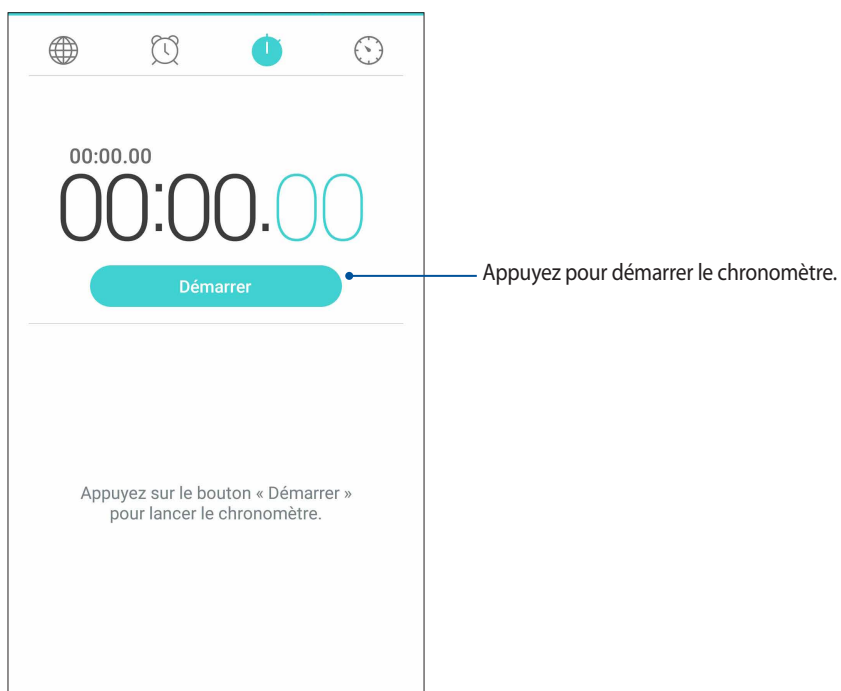 00:00.00
00:00.00
Démarrer
Appuyez pour démarrer le chronomètre.
Appuyez sur le bouton « Démarrer »
pour lancer le chronomètre.